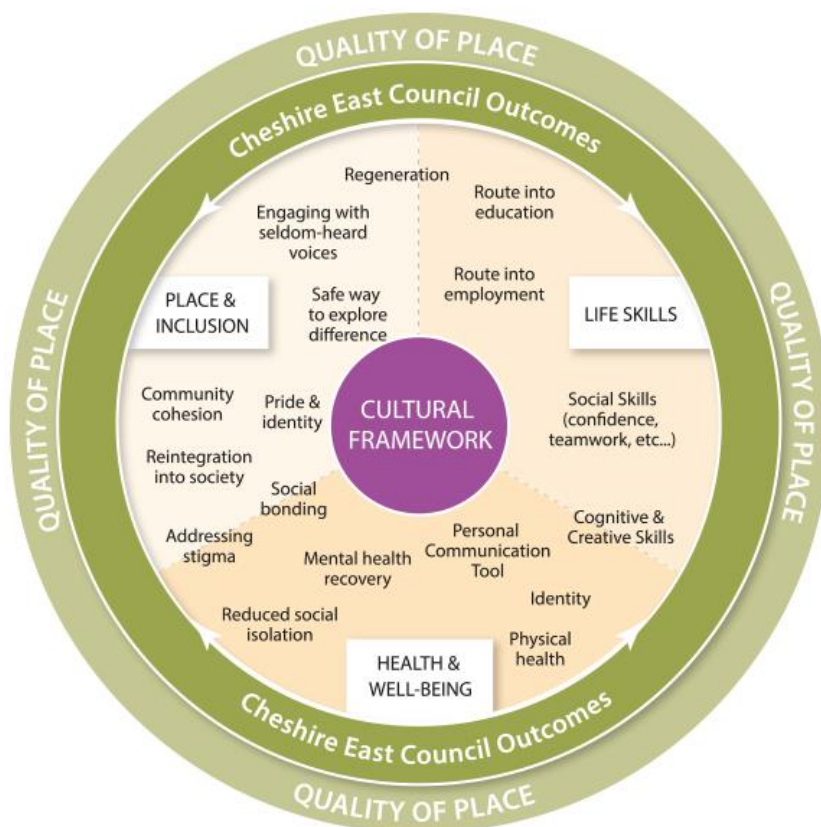 QUALITY OF PLACE
Cheshire East Council Outcomes
Regeneration
Engaging with
seldom-heard
voices
Safe way
to explore
difference
PLACE &
INCLUSION
Community
cohesion
Pride &
identity
Reintegration
into society
Social
bonding
Addressing
stigma
Route into
education
Route into
employment
LIFE SKILLS
Social Skills
(confidence,
teamwork, etc...)
Cognitive &
Creative Skills
CULTURAL
FRAMEWORK
Mental health
recovery
Personal
Communication
Tool
Identity
Reduced social
isolation
Physical
health
HEALTH &
WELL-BEING
Cheshire East Council Outcomes
QUALITY OF PLACE
QUALITY OF PLACE
QUALITY OF PLACE